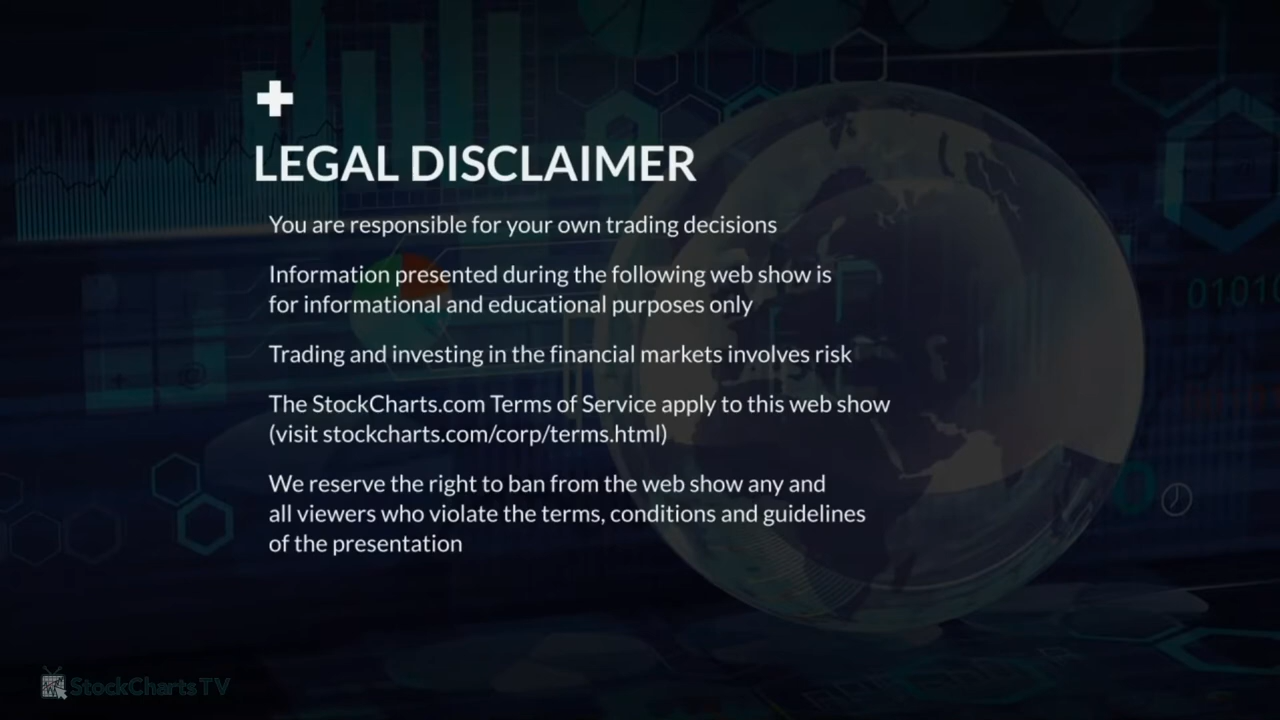 LEGAL DISCLAIMER
You are responsible for your own trading decisions
Information presented during the following web show is
for informational and educational purposes only
Trading and investing in the financial markets involves risk
The StockCharts.com Terms of Service apply to this web show
(visit stockcharts.com/corp/terms.html)
We reserve the right to ban from the web show any and
all viewers who violate the terms, conditions and guidelines
of the presentation
01010
@
StockChartsTV